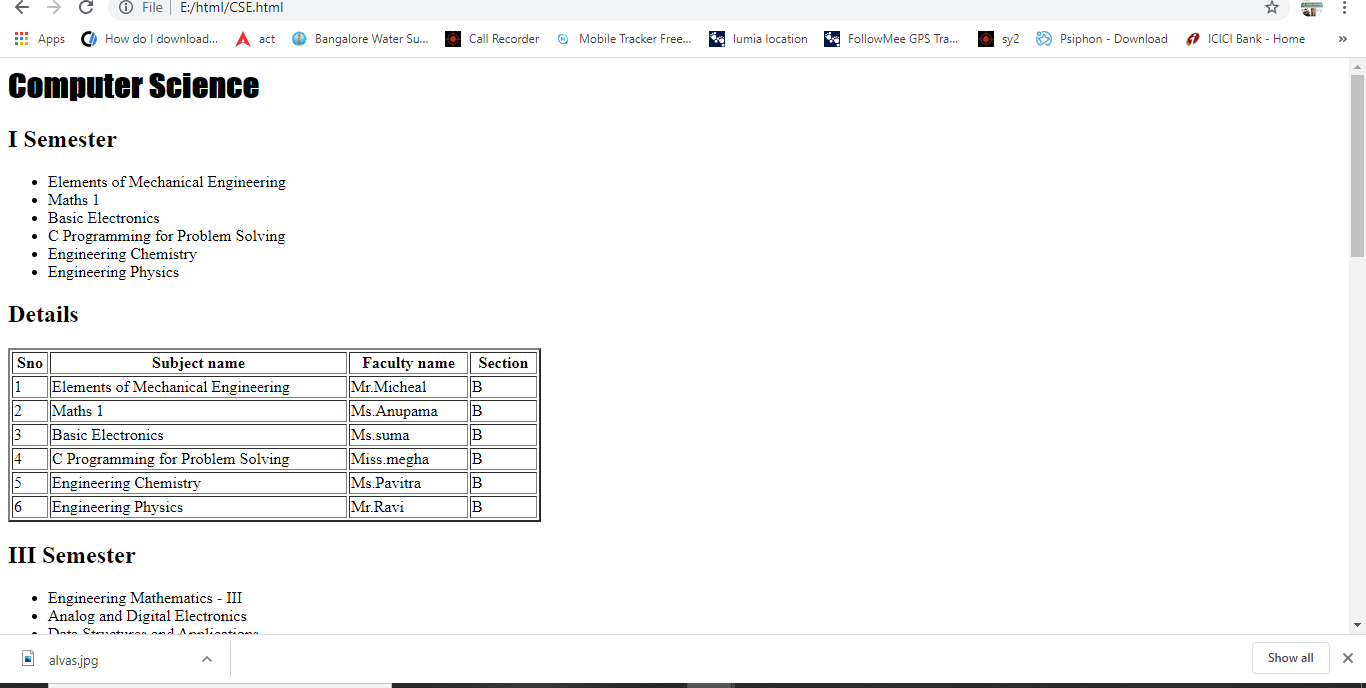 File E:/html/CSE.html
Apps How do I download... act Bangalore Water Su... Call Recorder Mobile Tracker Free... lumia location FollowMee GPS Tra... sy2 Psiphon - Download ICICI Bank - Home »
Computer Science
I Semester
• Elements of Mechanical Engineering
• Maths 1
• Basic Electronics
• C Programming for Problem Solving
• Engineering Chemistry
• Engineering Physics
Details
Sno Subject name Faculty name Section
1 Elements of Mechanical Engineering Mr.Micheal B
2 Maths 1 Ms.Anupama B
3 Basic Electronics Ms.suma B
4 C Programming for Problem Solving Miss.megha B
5 Engineering Chemistry Ms.Pavitra B
6 Engineering Physics Mr.Ravi B
III Semester
• Engineering Mathematics - III
• Analog and Digital Electronics
• Data Structures and Applications
alvas.jpg Show all